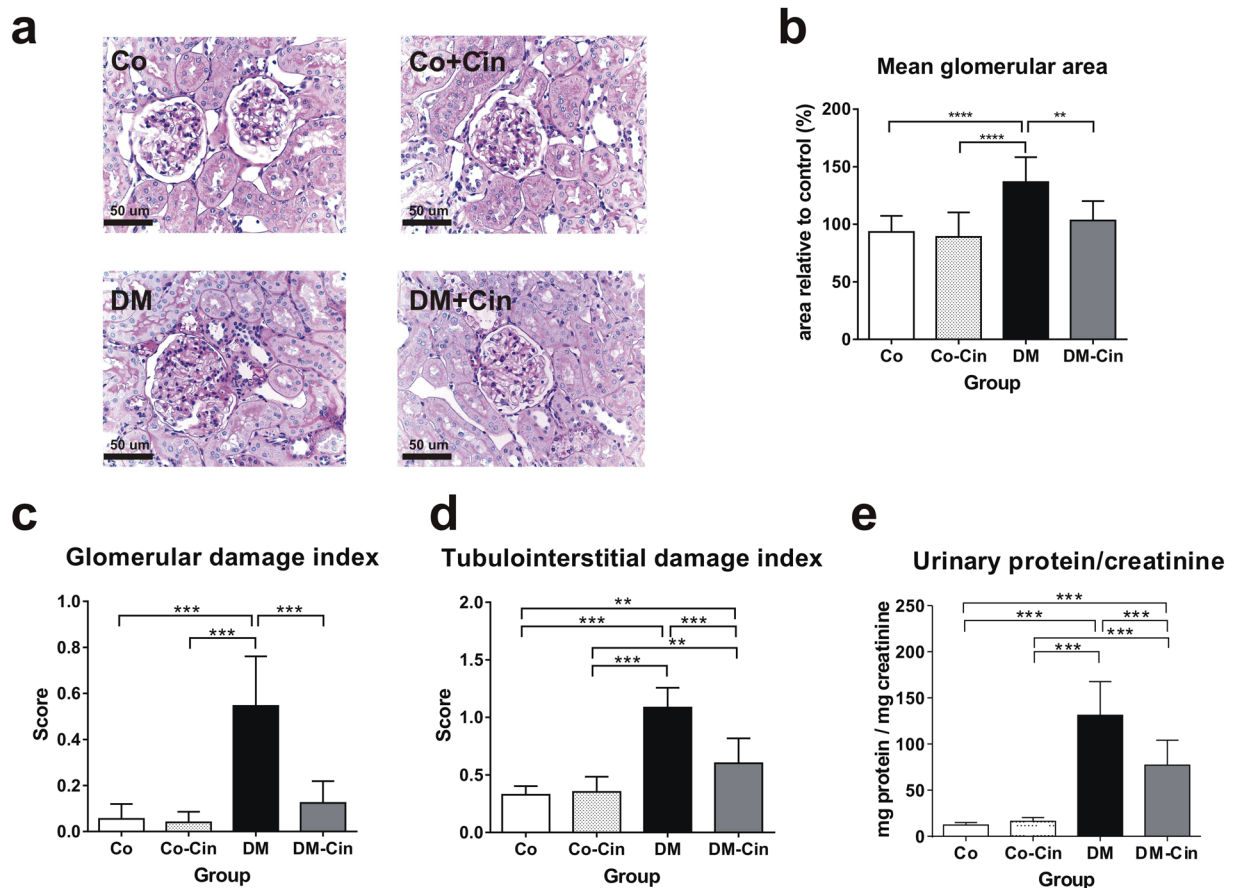 a
Co
50 um
Co+Cin
50 um
DM
50 um
DM+Cin
50 um
b
Mean glomerular area
area relative to control (%)
200
150
100
50
0
****
**
****
Co Co-Cin DM DM-Cin
Group
c
Glomerular damage index
Score
1.0
0.8
0.6
0.4
0.2
0.0
***
***
***
Co Co-Cin DM DM-Cin
Group
d
Tubulointerstitial damage index
Score
2.0
1.5
1.0
0.5
0.0
**
***
***
**
***
Co Co-Cin DM DM-Cin
Group
e
Urinary protein/creatinine
mg protein / mg creatinine
250
200
150
100
50
0
***
***
***
***
***
Co Co-Cin DM DM-Cin
Group